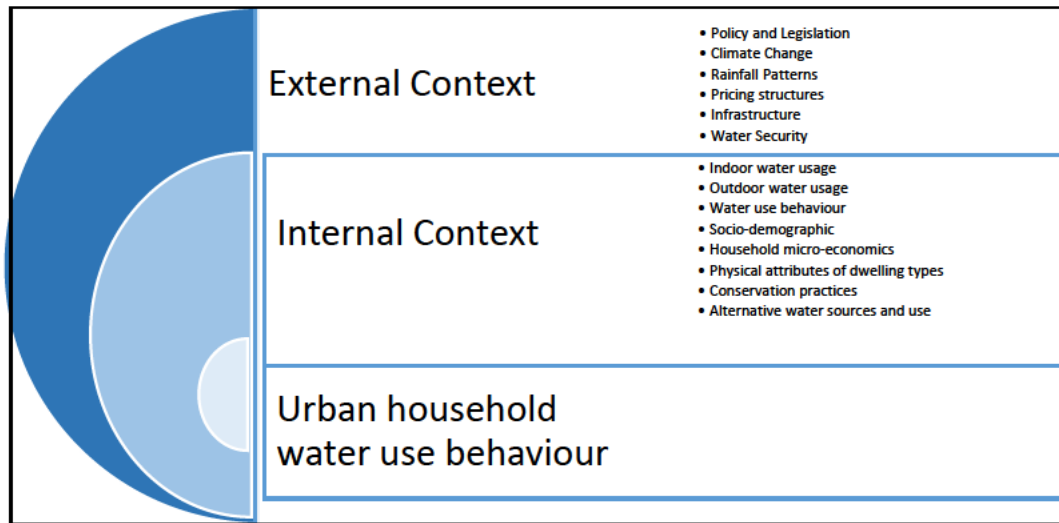 External Context
• Policy and Legislation
• Climate Change
• Rainfall Patterns
• Pricing structures
• Infrastructure
• Water Security
Internal Context
• Indoor water usage
• Outdoor water usage
• Water use behaviour
• Socio-demographic
• Household micro-economics
• Physical attributes of dwelling types
• Conservation practices
• Alternative water sources and use
Urban household
water use behaviour